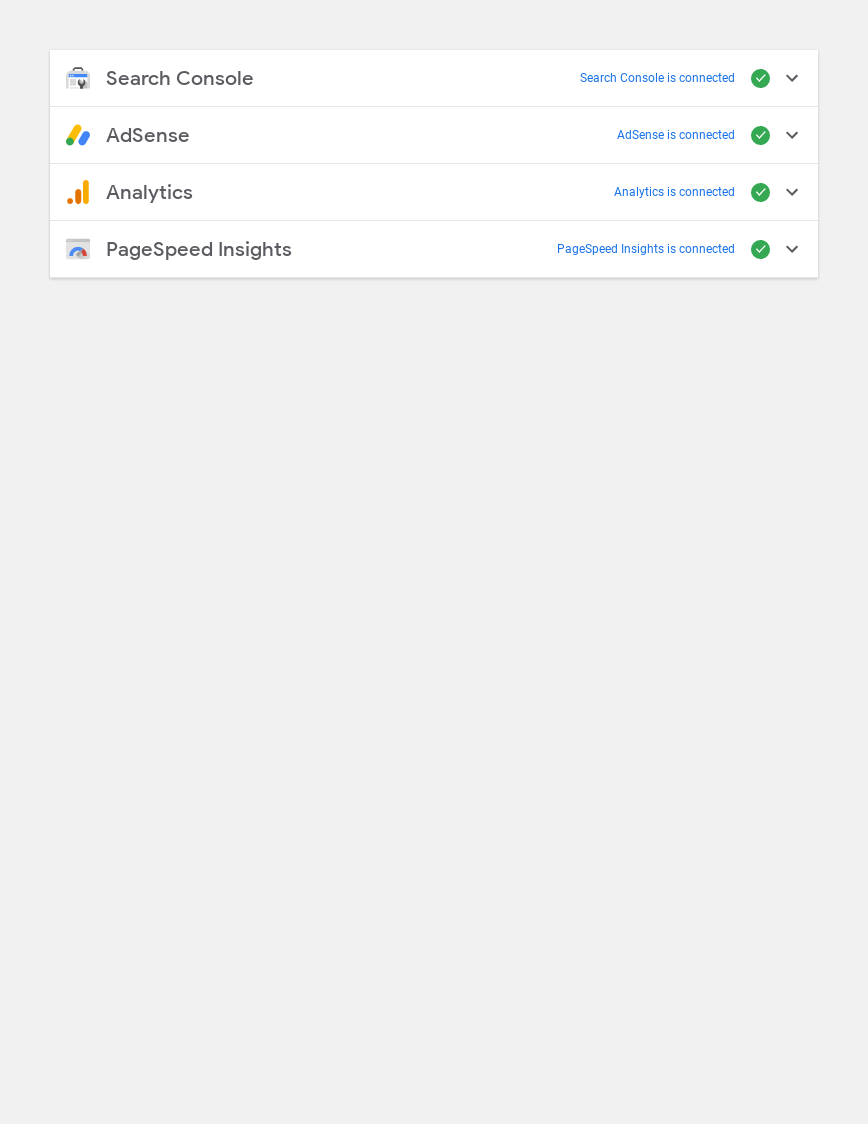 Search Console
Search Console is connected
AdSense
AdSense is connected
Analytics
Analytics is connected
PageSpeed Insights
PageSpeed Insights is connected